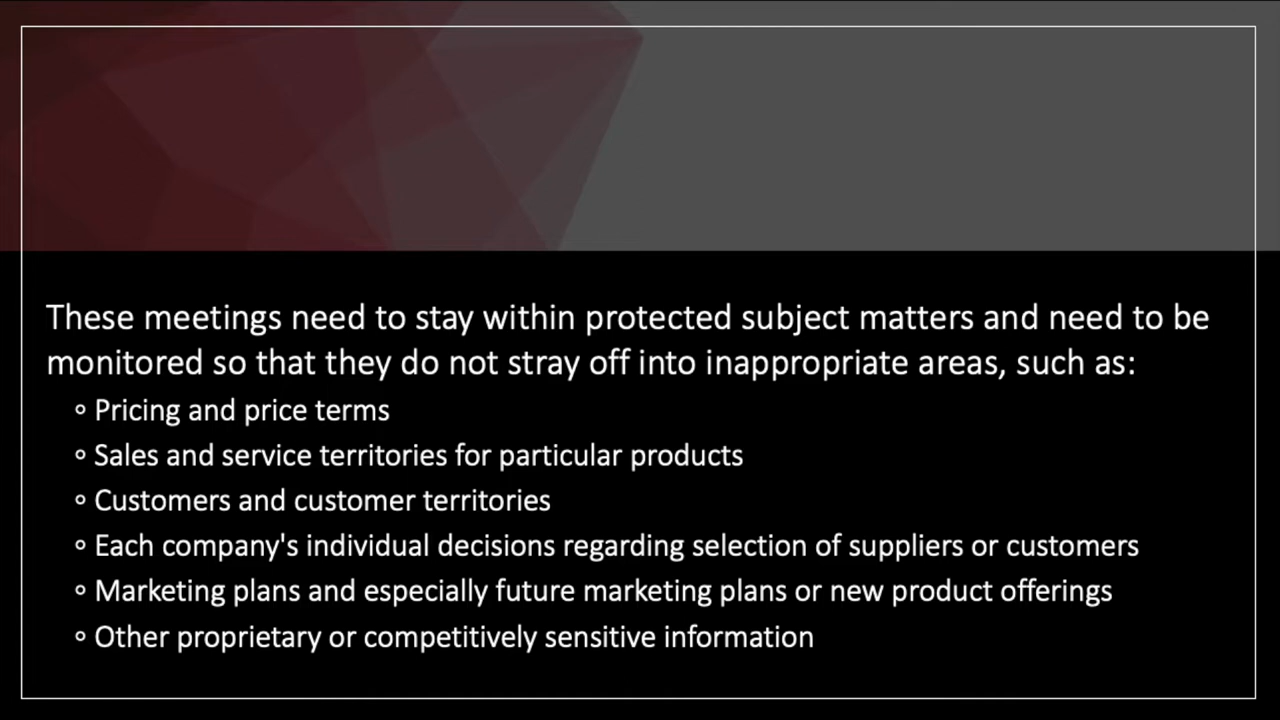 These meetings need to stay within protected subject matters and need to be
monitored so that they do not stray off into inappropriate areas, such as:
◦ Pricing and price terms
◦ Sales and service territories for particular products
◦ Customers and customer territories
◦ Each company's individual decisions regarding selection of suppliers or customers
◦ Marketing plans and especially future marketing plans or new product offerings
◦ Other proprietary or competitively sensitive information